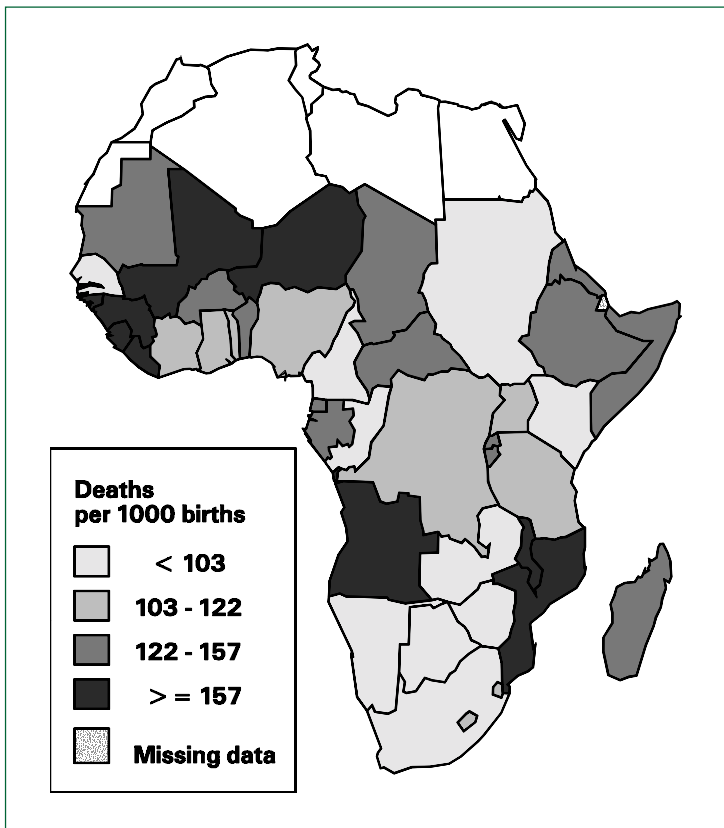 Deaths
per 1000 births
< 103
103 - 122
122 - 157
> = 157
Missing data